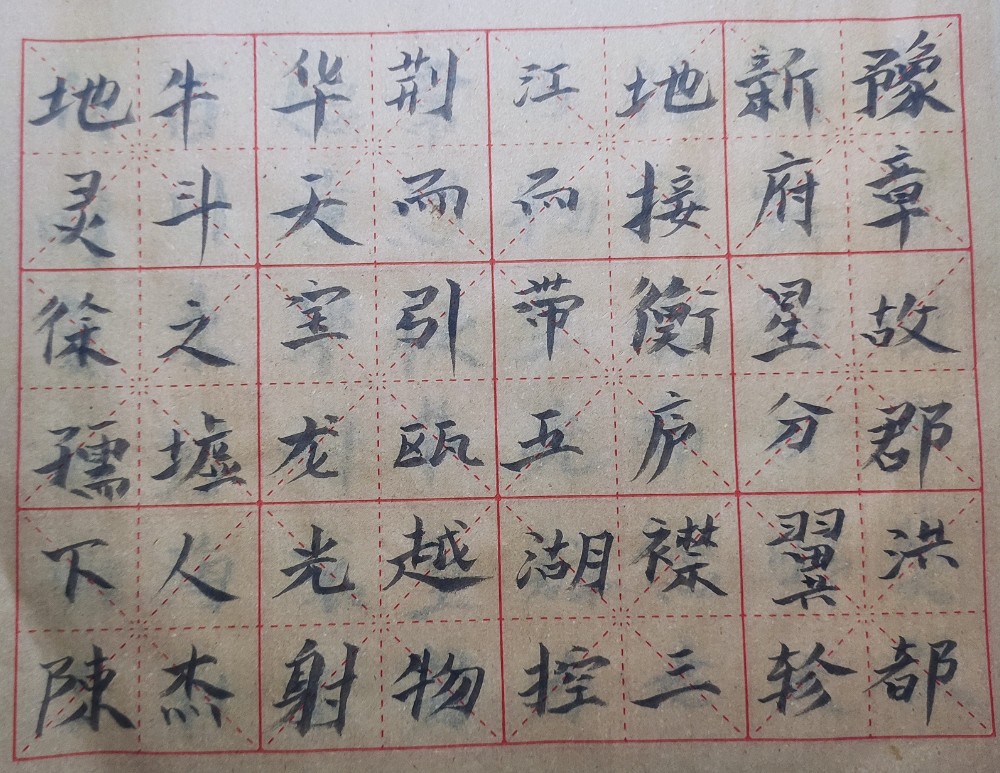 豫章故郡洪都
新府星分翼轸
地接衡庐襟三
江而带五湖控
荆而引瓯越物
华天宝龙光射
牛斗之墟人杰
地灵徐孺下陳